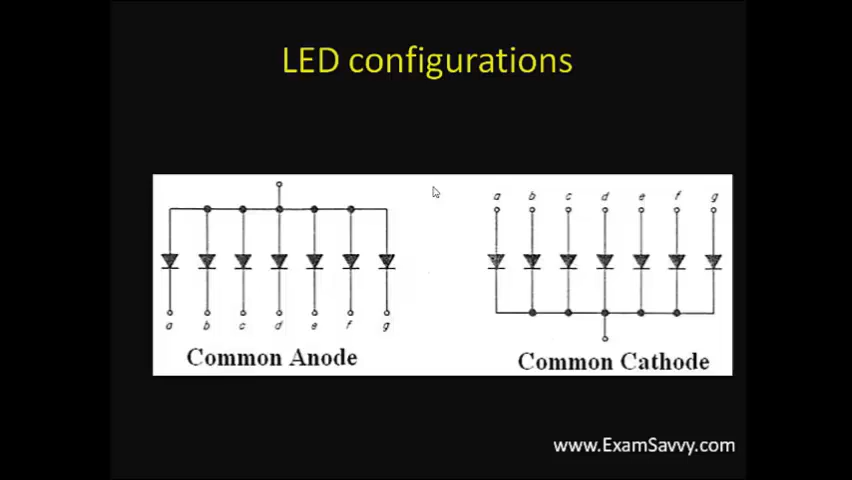 LED configurations
a b c d e f g
a b c d e f g
Common Anode
Common Cathode
www.ExamSavvy.com